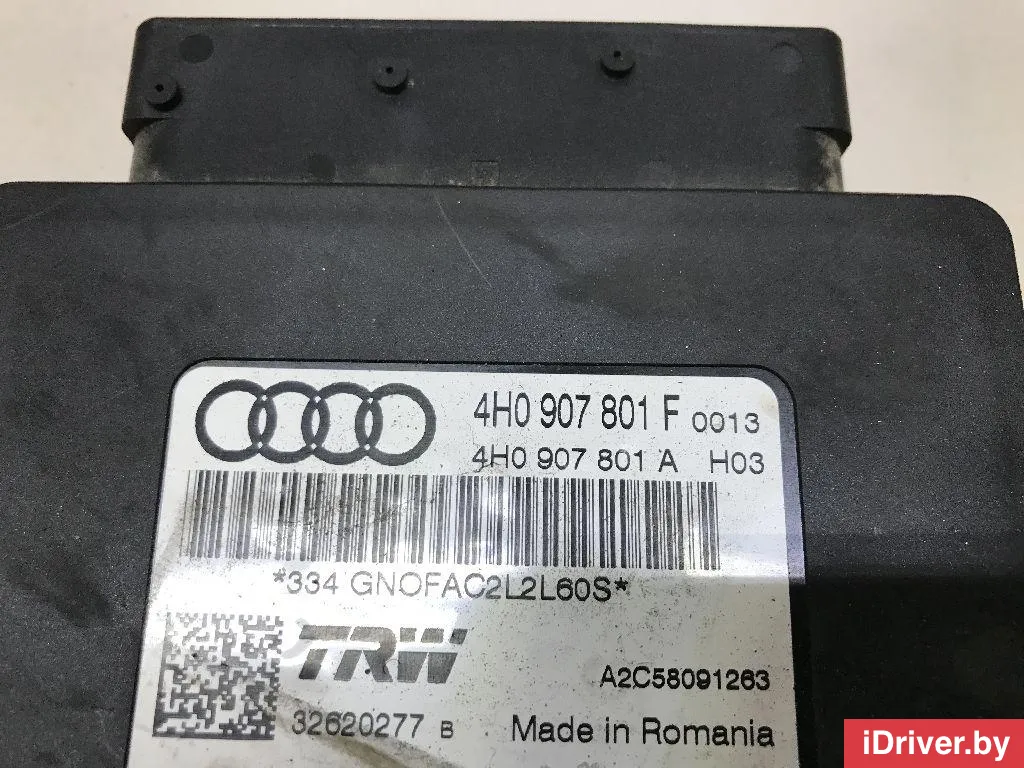 4H0 907 801 F 0013
4H0 907 801 A H03
*334 GNOFAC2L2L60S*
TRW
A2C58091263
32620277 B
Made in Romania
iDriver.by